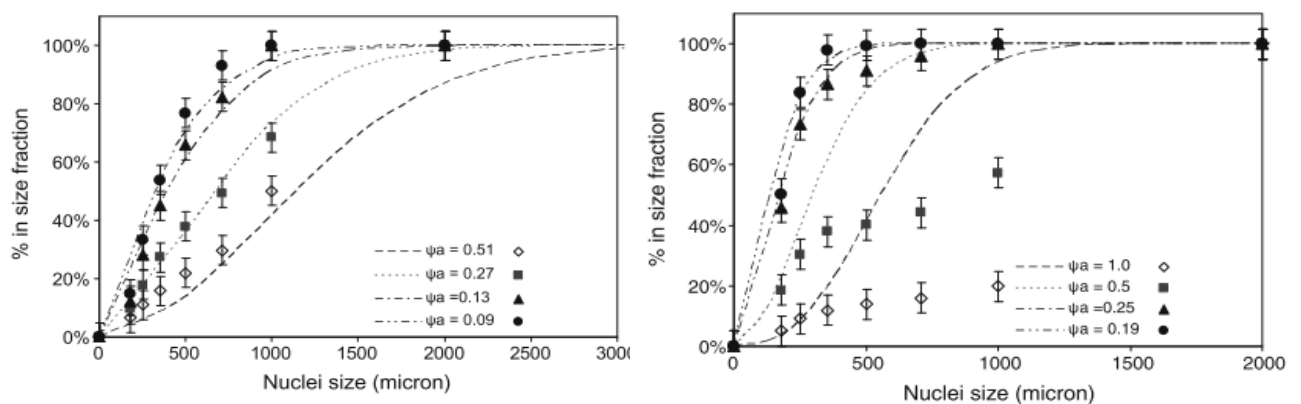 100%
80%
60%
40%
20%
0%
% in size fraction
0
500
1000
1500
2000
2500
3000
Nuclei size (micron)
ψa = 0.51
ψa = 0.27
ψa =0.13
ψa = 0.09
100%
80%
60%
40%
20%
0%
% in size fraction
0
500
1000
1500
2000
Nuclei size (micron)
ψa = 1.0
ψa = 0.5
ψa =0.25
ψa = 0.19